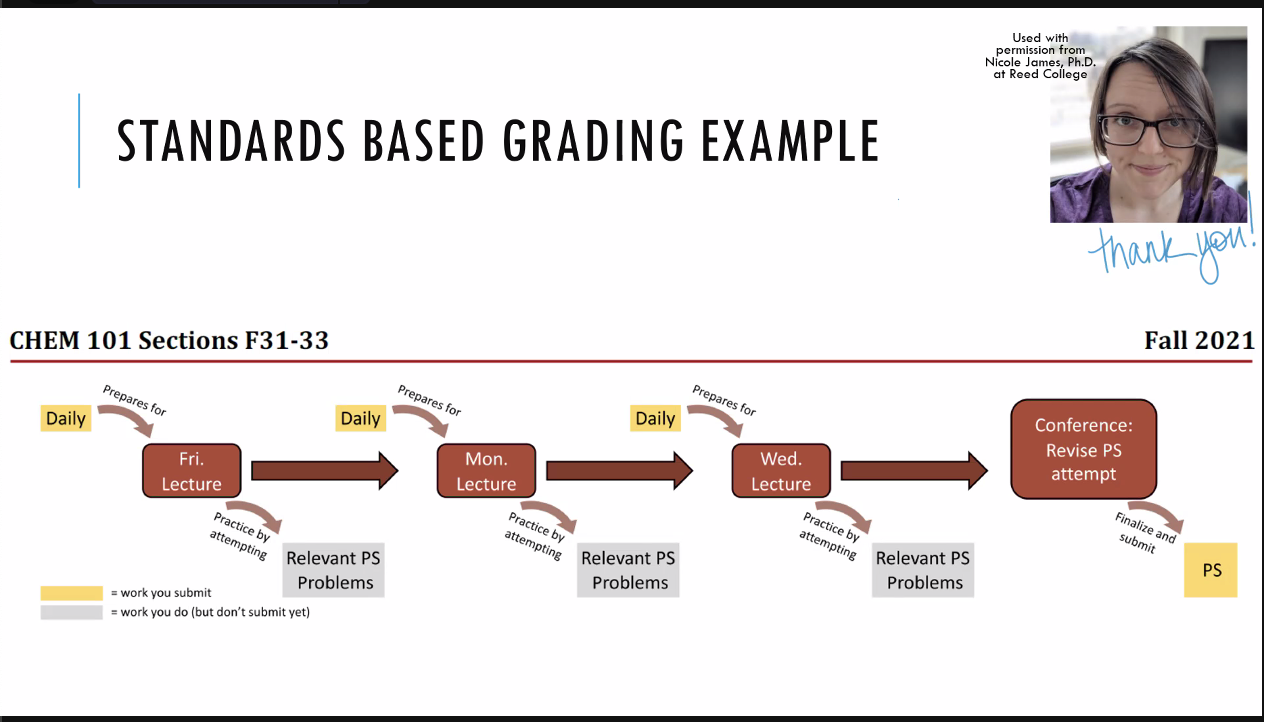 Used with
permission from
Nicole James, Ph.D.
at Reed College
STANDARDS BASED GRADING EXAMPLE
thank you!
CHEM 101 Sections F31-33
Fall 2021
Daily
Prepares for
Fri.
Lecture
Practice by
attempting
Relevant PS
Problems
Daily
Prepares for
Mon.
Lecture
Practice by
attempting
Relevant PS
Problems
Daily
Prepares for
Wed.
Lecture
Practice by
attempting
Relevant PS
Problems
Conference:
Revise PS
attempt
Finalize and
submit
PS
= work you submit
= work you do (but don't submit yet)